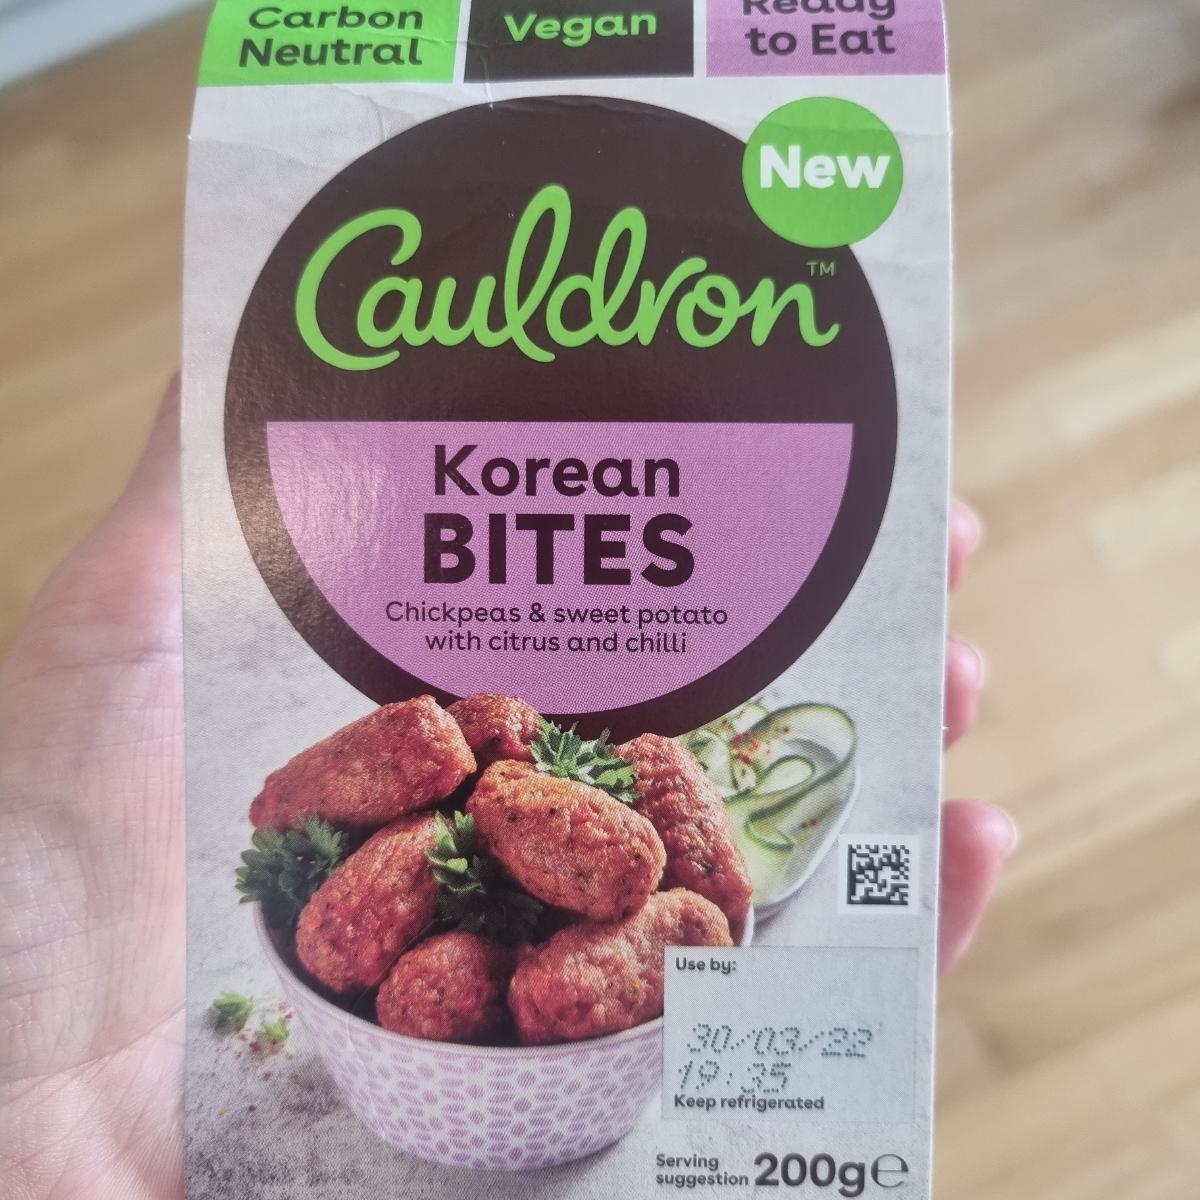 Carbon
Neutral
Vegan
Ready
to Eat
New
Cauldron™
Korean
BITES
Chickpeas & sweet potato
with citrus and chilli
Use by:
30/03/22
19:35
Keep refrigerated
Serving
suggestion
200g℮